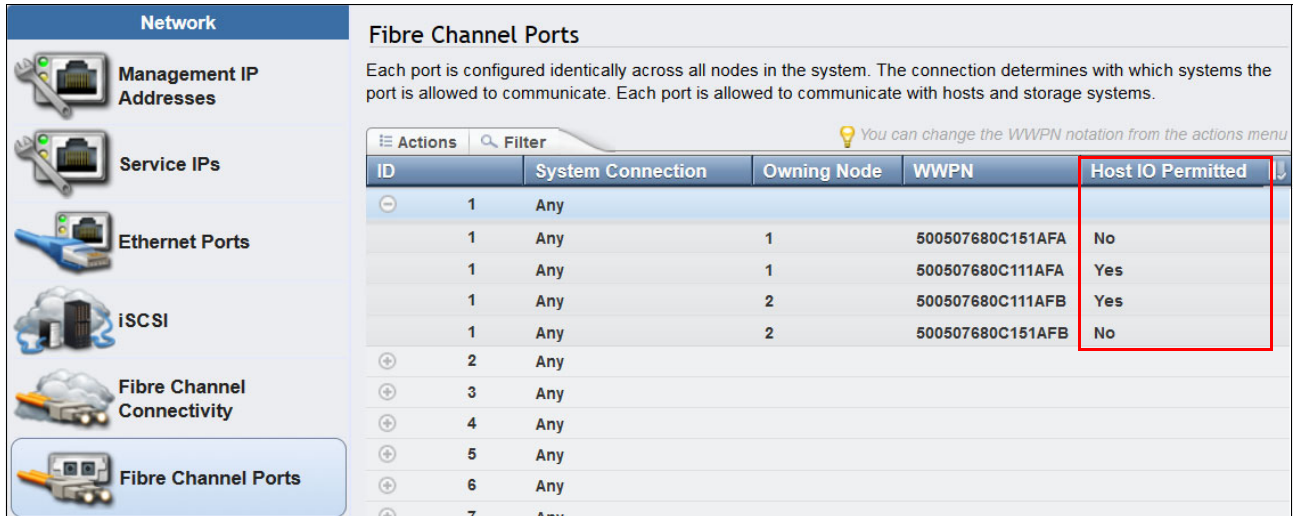 Network
Management IP
Addresses
Service IPs
Ethernet Ports
iSCSI
Fibre Channel
Connectivity
Fibre Channel Ports
Fibre Channel Ports
Each port is configured identically across all nodes in the system. The connection determines with which systems the
port is allowed to communicate. Each port is allowed to communicate with hosts and storage systems.
Actions Filter You can change the WWPN notation from the actions menu
ID System Connection Owning Node WWPN Host IO Permitted
1 Any
1 Any 1 500507680C151AFA No
1 Any 1 500507680C111AFA Yes
1 Any 2 500507680C111AFB Yes
1 Any 2 500507680C151AFB No
2 Any
3 Any
4 Any
5 Any
6 Any
7 Any